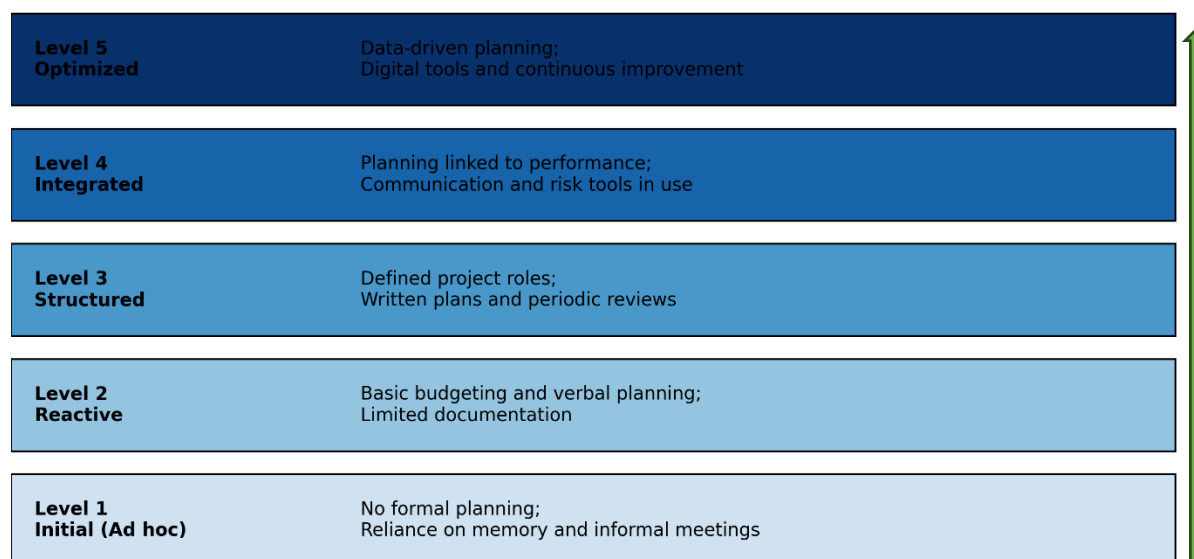 Level 5
Optimized
Data-driven planning;
Digital tools and continuous improvement
Level 4
Integrated
Planning linked to performance;
Communication and risk tools in use
Level 3
Structured
Defined project roles;
Written plans and periodic reviews
Level 2
Reactive
Basic budgeting and verbal planning;
Limited documentation
Level 1
Initial (Ad hoc)
No formal planning;
Reliance on memory and informal meetings